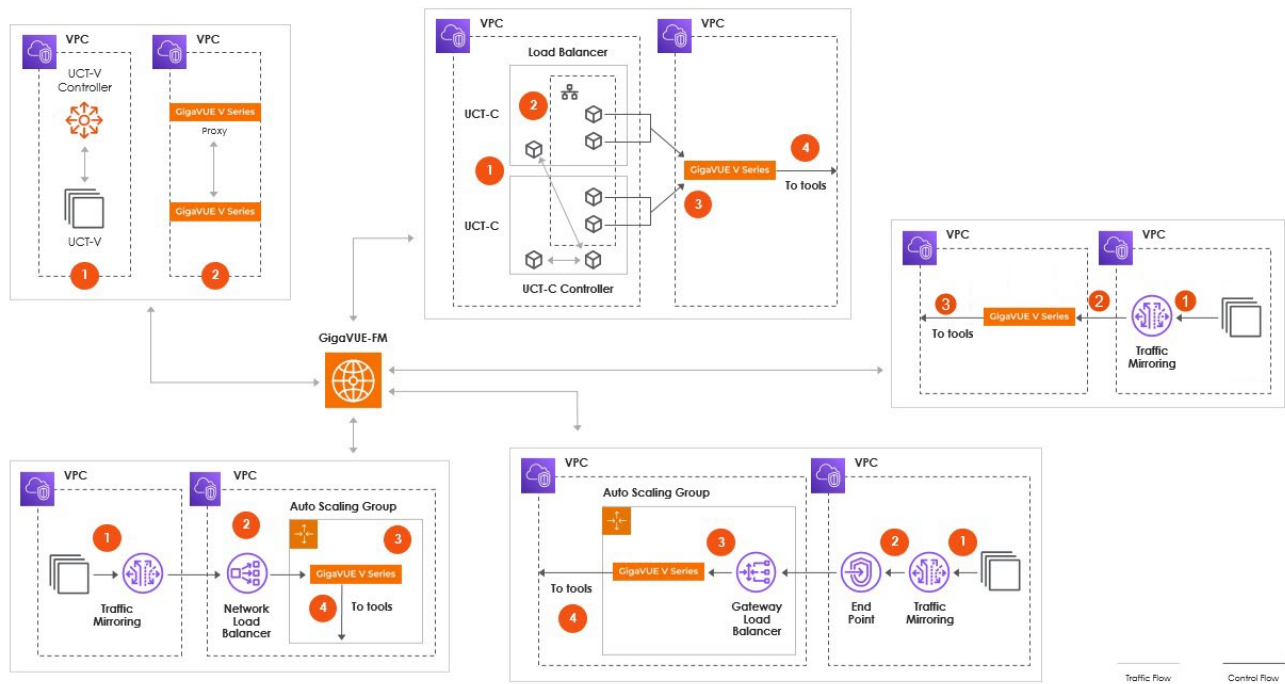 VPC
VPC
UCT-V
Controller
GigaVUE V Series
Proxy
GigaVUE V Series
UCT-V
1
2
VPC
VPC
Load Balancer
UCT-C
2
1
4
GigaVUE V Series
To tools
3
UCT-C
UCT-C Controller
VPC
VPC
3
GigaVUE V Series
2
1
To tools
Traffic
Mirroring
GigaVUE-FM
VPC
VPC
Auto Scaling Group
1
2
3
GigaVUE V Series
4
To tools
Traffic
Mirroring
Network
Load
Balancer
VPC
VPC
Auto Scaling Group
3
2
1
GigaVUE V Series
To tools
4
Gateway
Load
Balancer
End
Point
Traffic
Mirroring
Traffic Flow
Control Flow